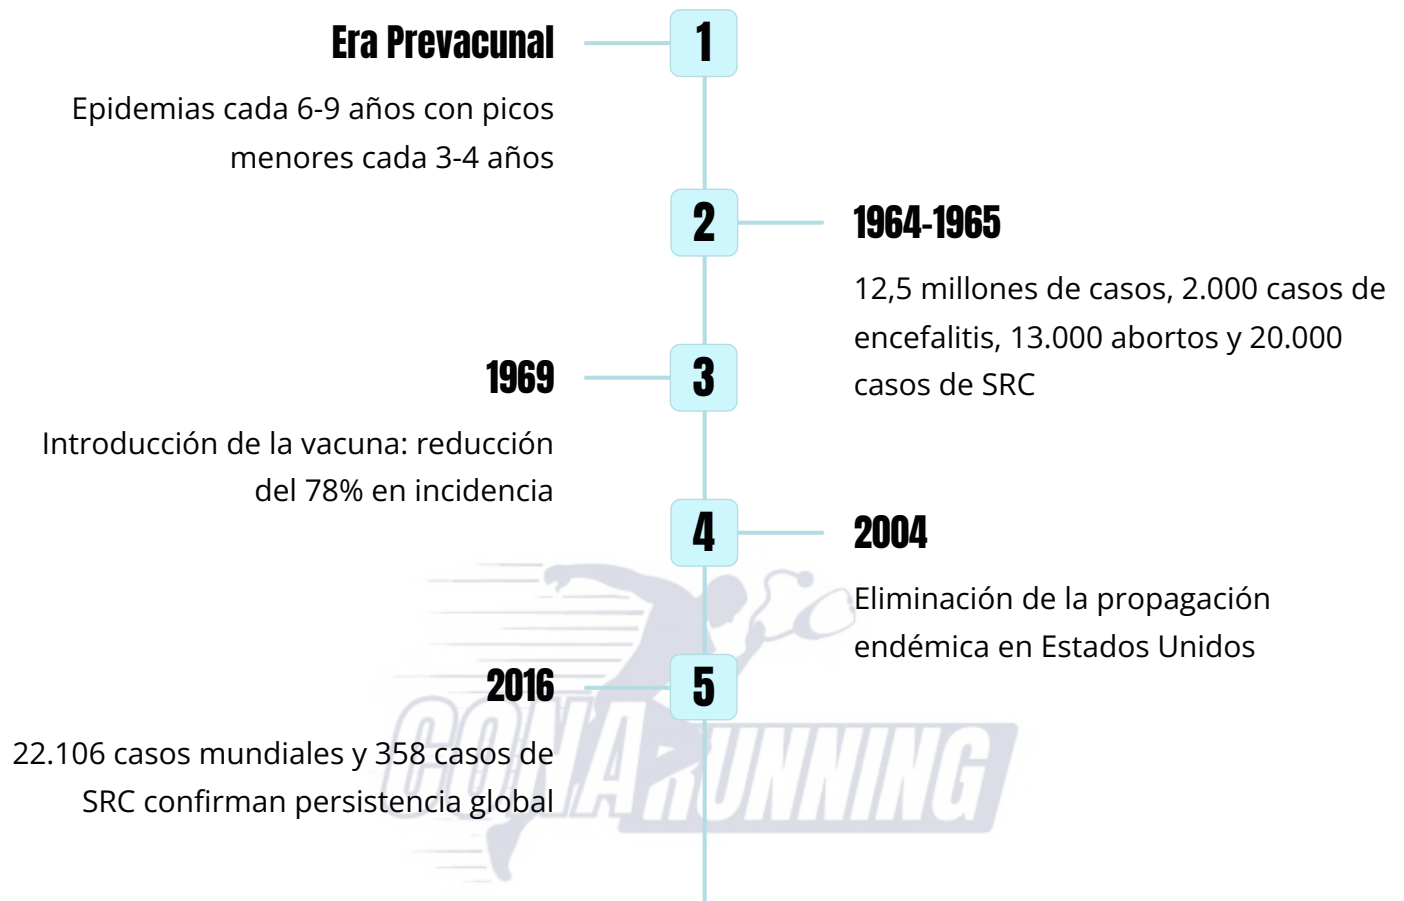 Era Prevacunal
1
Epidemias cada 6-9 años con picos
menores cada 3-4 años
2
1964-1965
12,5 millones de casos, 2.000 casos de
encefalitis, 13.000 abortos y 20.000
casos de SRC
1969
3
Introducción de la vacuna: reducción
del 78% en incidencia
4
2004
Eliminación de la propagación
endémica en Estados Unidos
2016
5
22.106 casos mundiales y 358 casos de
SRC confirman persistencia global
CONARUNNING